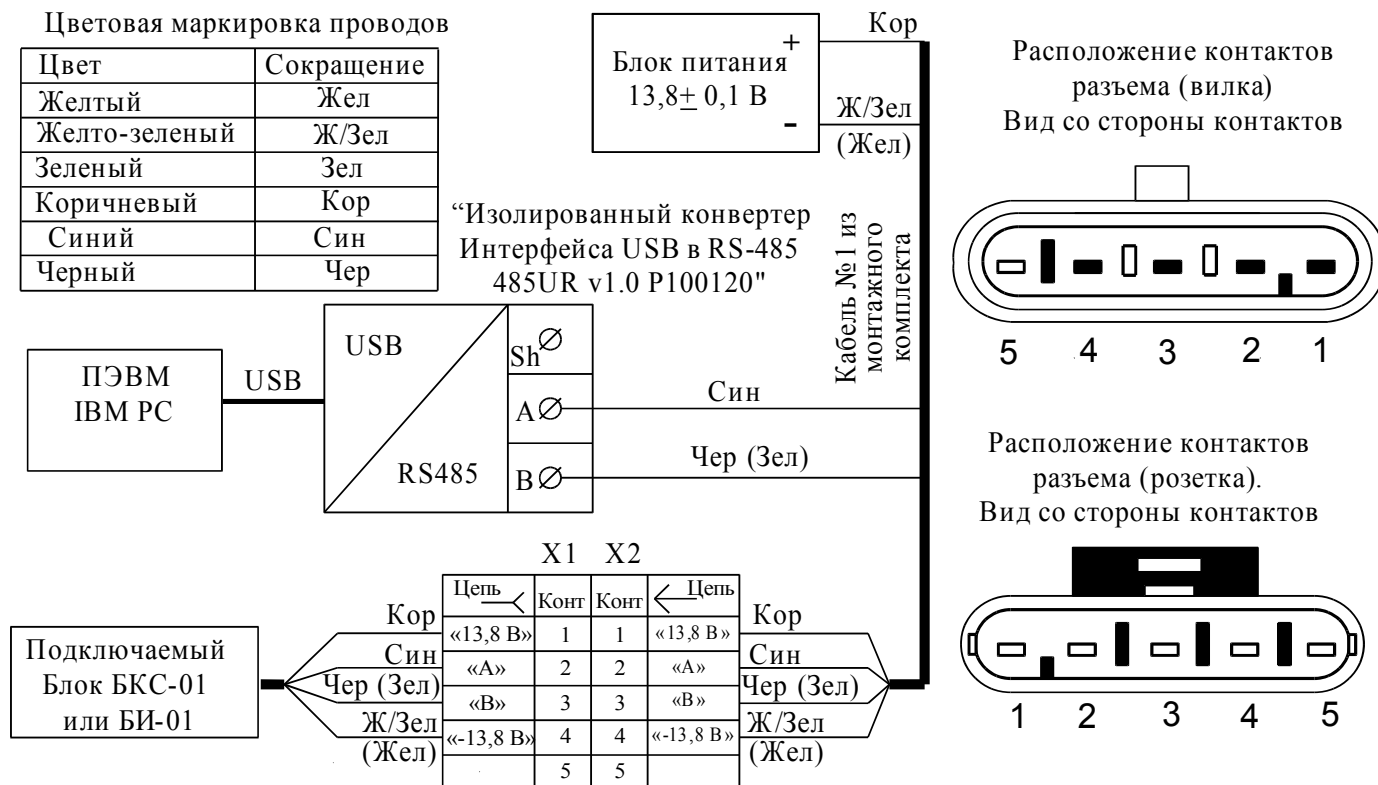 Цветовая маркировка проводов
Цвет Сокращение
Желтый Жел
Желто-зеленый Ж/Зел
Зеленый Зел
Коричневый Кор
Синий Син
Черный Чер
Блок питания
13,8± 0,1 В
+
-
Кор
Ж/Зел
(Жел)
Расположение контактов
разъема (вилка)
Вид со стороны контактов
5 4 3 2 1
“Изолированный конвертер
Интерфейса USB в RS-485
485UR v1.0 P100120"
Кабель №1 из
монтажного
комплекта
ПЭВМ
IBM PC
USB
USB
RS485
Sh
A
B
Син
Чер (Зел)
Расположение контактов
разъема (розетка).
Вид со стороны контактов
1 2 3 4 5
X1 X2
Цепь Конт Конт Цепь
«13,8 В» 1 1 «13,8 В»
«А» 2 2 «А»
«В» 3 3 «В»
«-13,8 В» 4 4 «-13,8 В»
5 5
Кор
Син
Чер (Зел)
Ж/Зел
(Жел)
Кор
Син
Чер (Зел)
Ж/Зел
(Жел)
Подключаемый
Блок БКС-01
или БИ-01